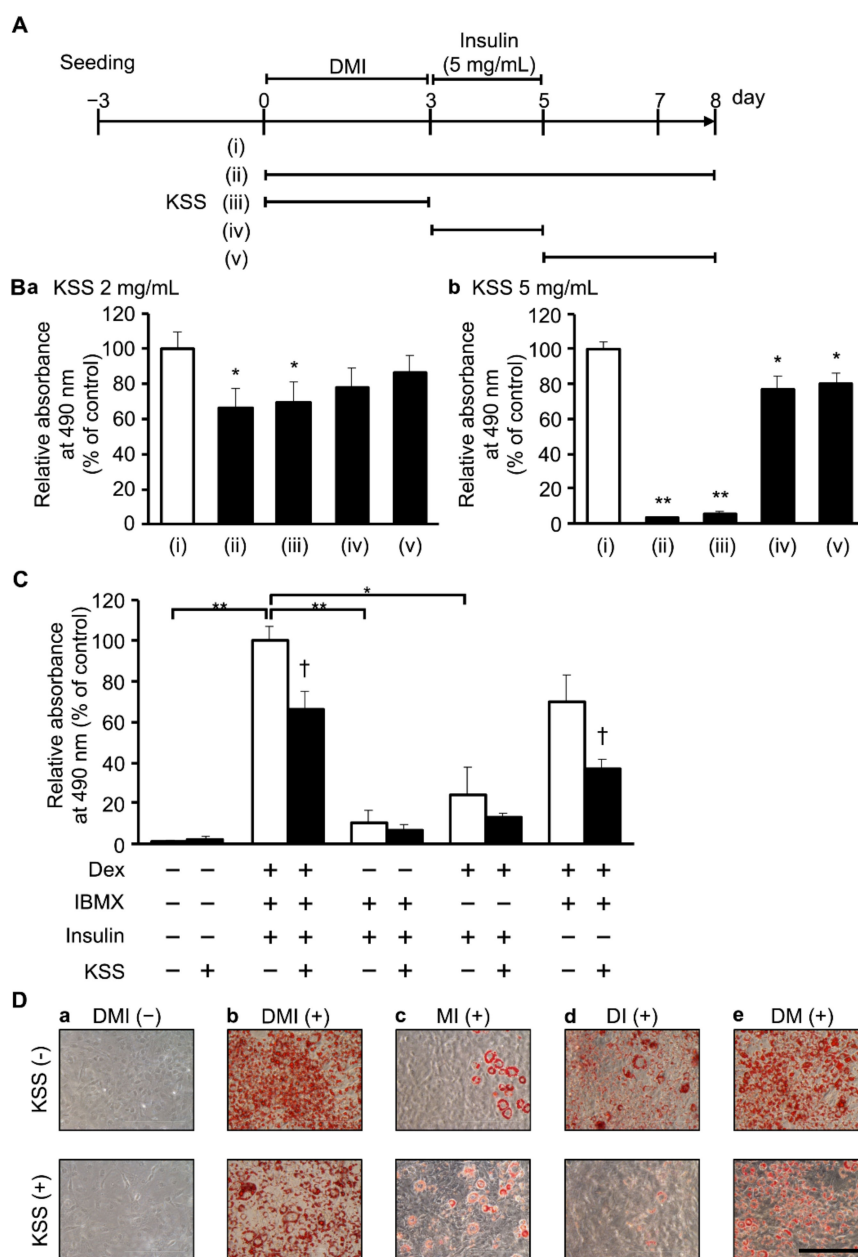 A
Seeding
DMI
Insulin
(5 mg/mL)
−3 0 3 5 7 8 day
(i)
(ii)
KSS (iii)
(iv)
(v)
Ba KSS 2 mg/mL
Relative absorbance
at 490 nm
(% of control)
120
100
80
60
40
20
0
* *
(i) (ii) (iii) (iv) (v)
b KSS 5 mg/mL
Relative absorbance
at 490 nm
(% of control)
120
100
80
60
40
20
0
** ** * *
(i) (ii) (iii) (iv) (v)
C
Relative absorbance
at 490 nm (% of control)
120
100
80
60
40
20
0
** ** *
† †
Dex − − + + − − + + + +
IBMX − − + + + + − − + +
Insulin − − + + + + + + − −
KSS − + − + − + − + − +
D
a DMI (−) b DMI (+) c MI (+) d DI (+) e DM (+)
KSS (-)
KSS (+)